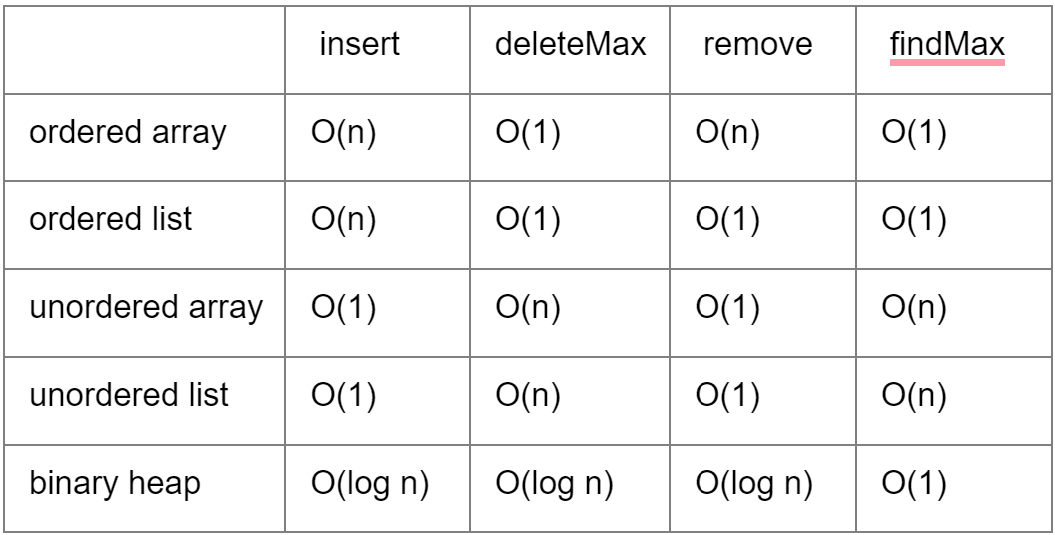 insert deleteMax remove findMax
ordered array O(n) O(1) O(n) O(1)
ordered list O(n) O(1) O(1) O(1)
unordered array O(1) O(n) O(1) O(n)
unordered list O(1) O(n) O(1) O(n)
binary heap O(log n) O(log n) O(log n) O(1)